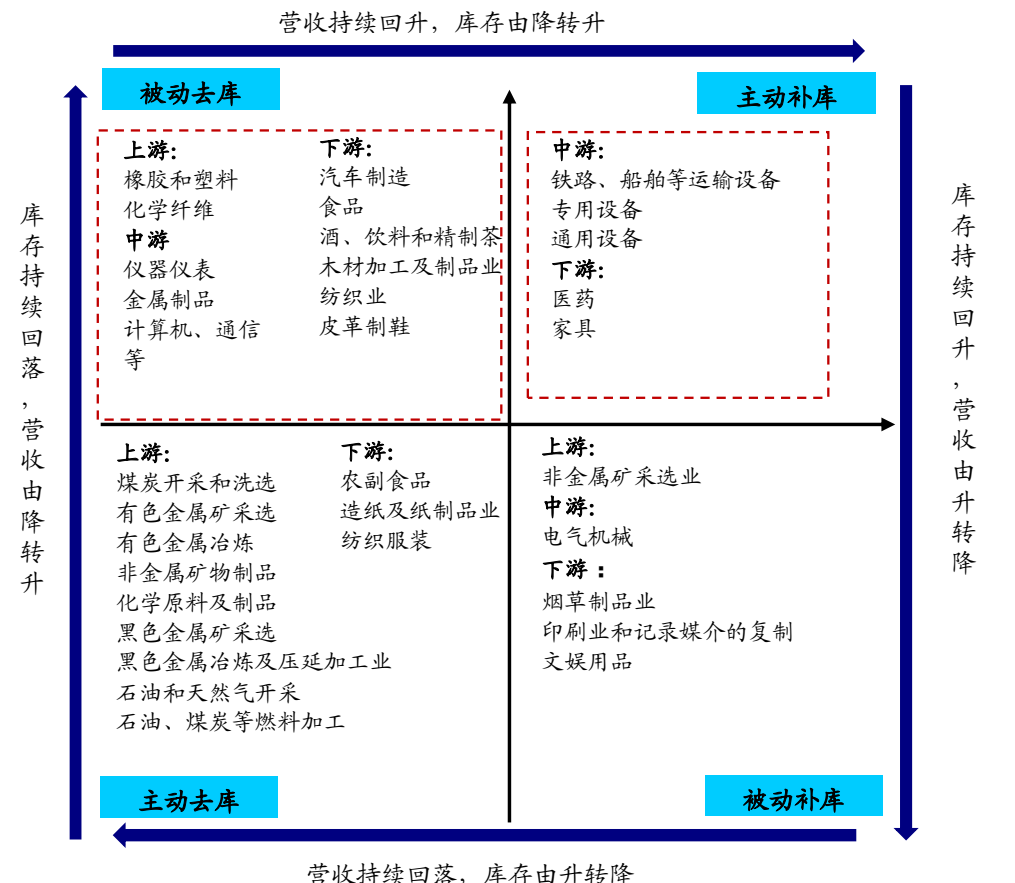 营收持续回升，库存由降转升
被动去库
主动补库
上游:
橡胶和塑料
化学纤维
中游
仪器仪表
金属制品
计算机、通信
等
下游:
汽车制造
食品
酒、饮料和精制茶
木材加工及制品业
纺织业
皮革制鞋
中游:
铁路、船舶等运输设备
专用设备
通用设备
下游:
医药
家具
库存持续回落，营收由降转升
库存持续回升，营收由升转降
上游:
煤炭开采和洗选
有色金属矿采选
有色金属冶炼
非金属矿物制品
化学原料及制品
黑色金属矿采选
黑色金属冶炼及压延加工业
石油和天然气开采
石油、煤炭等燃料加工
下游:
农副食品
造纸及纸制品业
纺织服装
上游:
非金属矿采选业
中游:
电气机械
下游：
烟草制品业
印刷业和记录媒介的复制
文娱用品
主动去库
被动补库
营收持续回落，库存由升转降